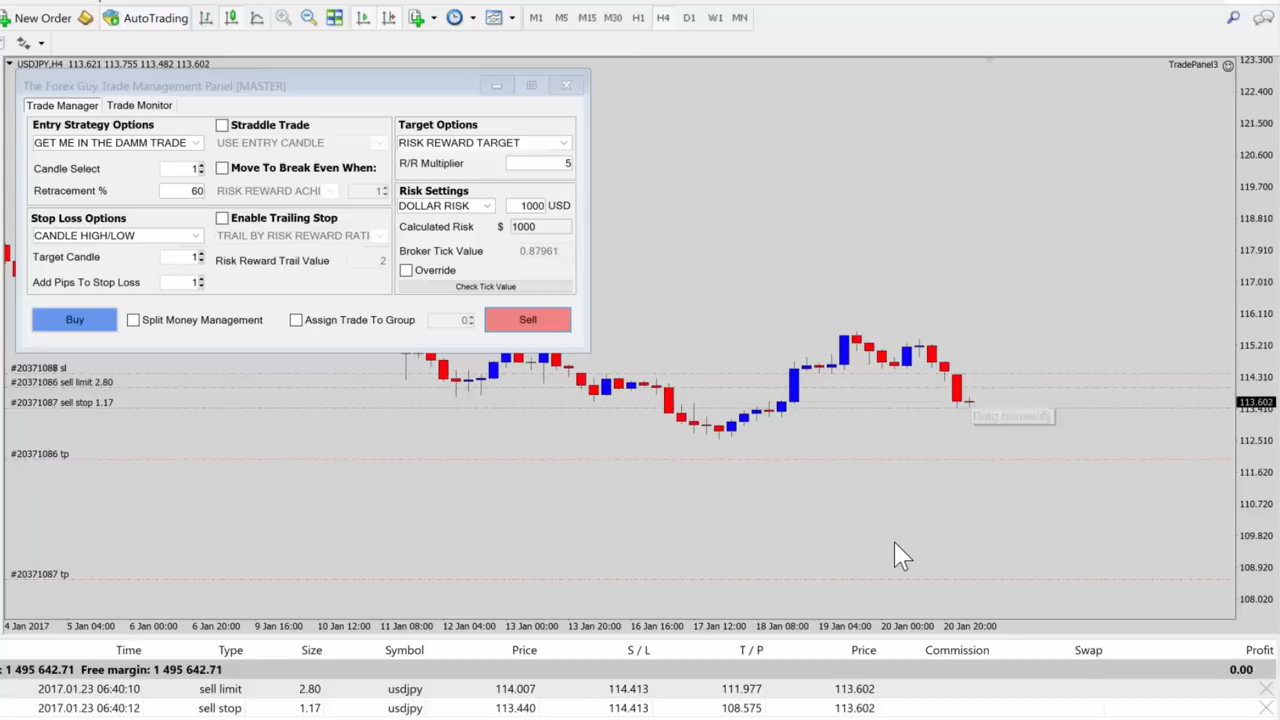 New Order AutoTrading M1 M5 M15 M30 H1 H4 D1 W1 MN
USDJPY,H4 113.621 113.755 113.482 113.602
TradePanel3
The Forex Guy Trade Management Panel [MASTER]
Trade Manager Trade Monitor
Entry Strategy Options
GET ME IN THE DAMM TRADE
Candle Select 1
Retracement % 60
Stop Loss Options
CANDLE HIGH/LOW
Target Candle 1
Add Pips To Stop Loss 1
Straddle Trade
USE ENTRY CANDLE
Move To Break Even When:
RISK REWARD ACHI 1
Enable Trailing Stop
TRAIL BY RISK REWARD RATI
Risk Reward Trail Value 2
Target Options
RISK REWARD TARGET
R/R Multiplier 5
Risk Settings
DOLLAR RISK 1000 USD
Calculated Risk $ 1000
Broker Tick Value 0.87961
Override
Check Tick Value
Buy Split Money Management Assign Trade To Group 0 Sell
123.300
122.400
121.500
120.600
119.700
118.810
117.910
117.010
116.110
115.210
114.310
113.602
113.410
112.510
111.620
110.720
109.820
108.920
108.020
sl
#20371086 sell limit 2.80
#20371087 sell stop 1.17
#20371086 tp
#20371087 tp
4 Jan 2017 5 Jan 04:00 6 Jan 00:00 6 Jan 20:00 9 Jan 16:00 10 Jan 12:00 11 Jan 08:00 12 Jan 04:00 13 Jan 00:00 13 Jan 20:00 16 Jan 16:00 17 Jan 12:00 18 Jan 08:00 19 Jan 04:00 20 Jan 00:00 20 Jan 20:00
Time Type Size Symbol Price S / L T / P Price Commission Swap Profit
: 1 495 642.71 Free margin: 1 495 642.71 0.00
2017.01.23 06:40:10 sell limit 2.80 usdjpy 114.007 114.413 111.977 113.602
2017.01.23 06:40:12 sell stop 1.17 usdjpy 113.440 114.413 108.575 113.602